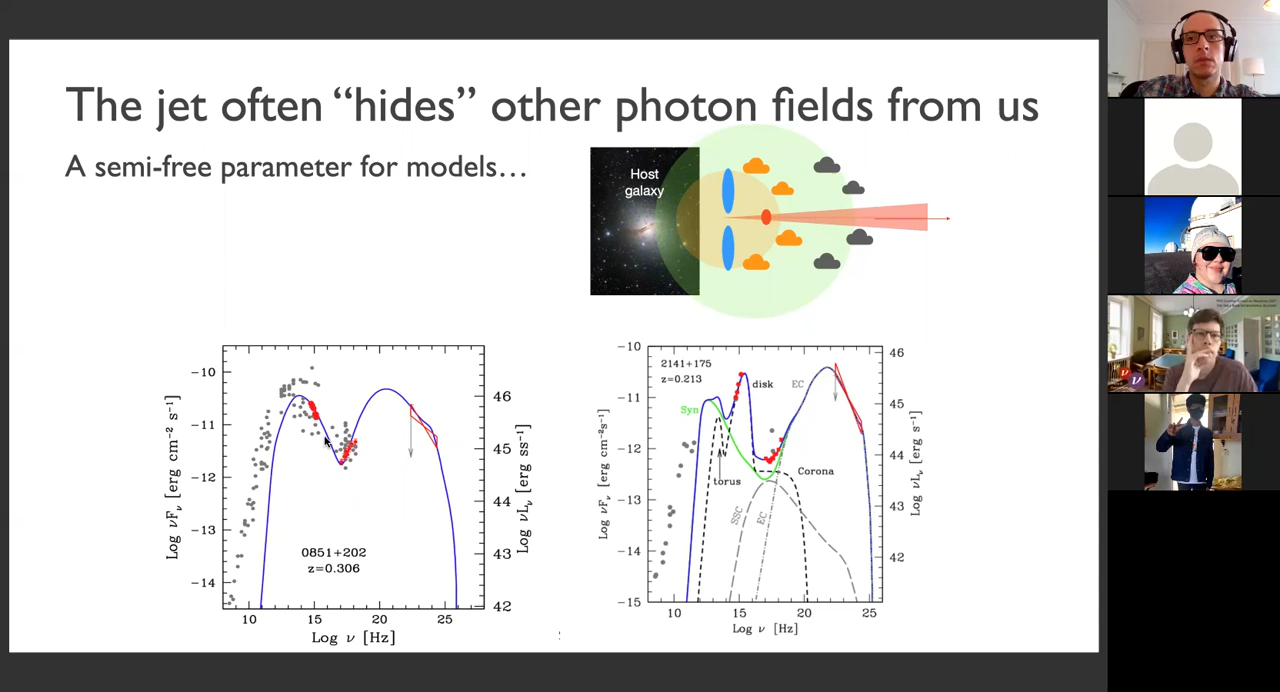 The jet often “hides” other photon fields from us
A semi-free parameter for models…
Host
galaxy
-10
-11
-12
-13
-14
10
15
20
25
46
45
44
43
42
Log νFν [erg cm−2 s−1]
Log νLν [erg ss−1]
0851+202
z=0.306
Log ν [Hz]
-10
-11
-12
-13
-14
-15
10
15
20
25
46
45
44
43
42
Log νFν [erg cm−2 s−1]
Log νLν [erg s−1]
2141+175
z=0.213
Syn
disk
EC
torus
Corona
SSC
EC
Log ν [Hz]